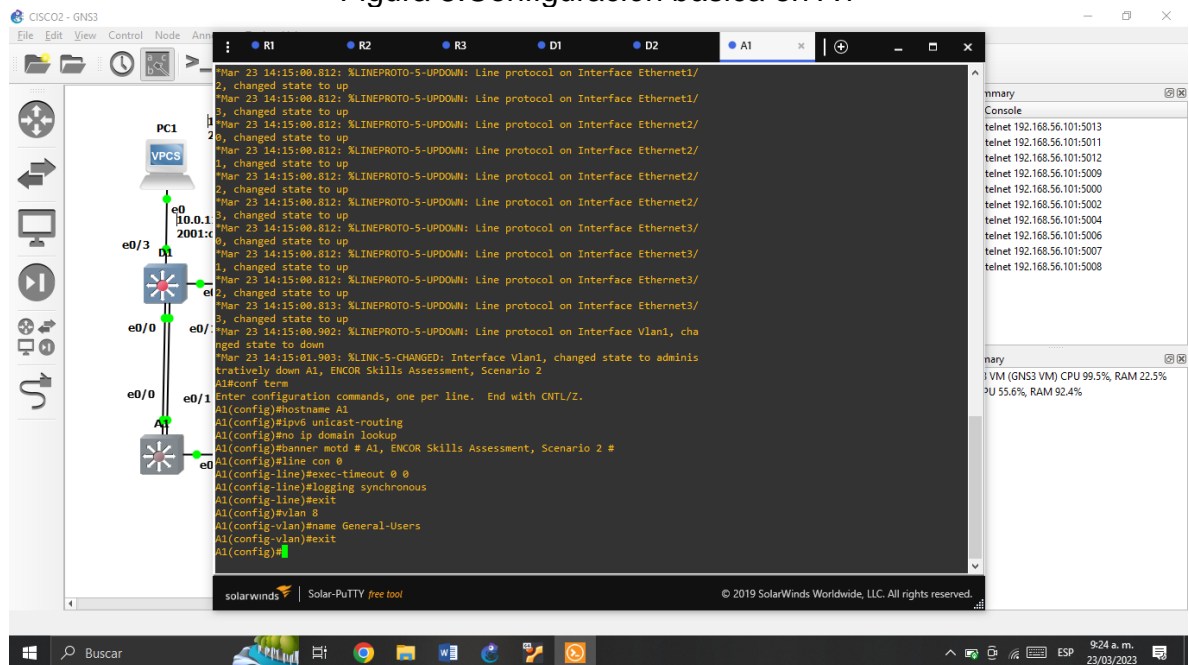 CISCO2 - GNS3
File Edit View Control Node
R1 R2 R3 D1 D2 A1
*Mar 23 14:15:00.812: %LINEPROTO-5-UPDOWN: Line protocol on Interface Ethernet1/
2, changed state to up
*Mar 23 14:15:00.812: %LINEPROTO-5-UPDOWN: Line protocol on Interface Ethernet1/
3, changed state to up
*Mar 23 14:15:00.812: %LINEPROTO-5-UPDOWN: Line protocol on Interface Ethernet2/
0, changed state to up
*Mar 23 14:15:00.812: %LINEPROTO-5-UPDOWN: Line protocol on Interface Ethernet2/
1, changed state to up
*Mar 23 14:15:00.812: %LINEPROTO-5-UPDOWN: Line protocol on Interface Ethernet2/
2, changed state to up
*Mar 23 14:15:00.812: %LINEPROTO-5-UPDOWN: Line protocol on Interface Ethernet2/
3, changed state to up
*Mar 23 14:15:00.812: %LINEPROTO-5-UPDOWN: Line protocol on Interface Ethernet3/
0, changed state to up
*Mar 23 14:15:00.812: %LINEPROTO-5-UPDOWN: Line protocol on Interface Ethernet3/
1, changed state to up
*Mar 23 14:15:00.812: %LINEPROTO-5-UPDOWN: Line protocol on Interface Ethernet3/
2, changed state to up
*Mar 23 14:15:00.813: %LINEPROTO-5-UPDOWN: Line protocol on Interface Ethernet3/
3, changed state to up
*Mar 23 14:15:00.902: %LINEPROTO-5-UPDOWN: Line protocol on Interface Vlan1, cha
nged state to down
*Mar 23 14:15:01.903: %LINK-5-CHANGED: Interface Vlan1, changed state to adminis
tratively down A1, ENCOR Skills Assessment, Scenario 2
A1#conf term
Enter configuration commands, one per line. End with CNTL/Z.
A1(config)#hostname A1
A1(config)#ipv6 unicast-routing
A1(config)#no ip domain lookup
A1(config)#banner motd # A1, ENCOR Skills Assessment, Scenario 2 #
A1(config)#line con 0
A1(config-line)#exec-timeout 0 0
A1(config-line)#logging synchronous
A1(config-line)#exit
A1(config)#vlan 8
A1(config-vlan)#name General-Users
A1(config-vlan)#exit
A1(config)#
solarwinds Solar-PuTTY free tool © 2019 SolarWinds Worldwide, LLC. All rights reserved.
PC1
VPCS
e0
10.0.1
2001:
e0/3
D1
e0/0 e0/
e0/0 e0/1
A1
e0
mmary
Console
telnet 192.168.56.101:5013
telnet 192.168.56.101:5011
telnet 192.168.56.101:5012
telnet 192.168.56.101:5009
telnet 192.168.56.101:5000
telnet 192.168.56.101:5002
telnet 192.168.56.101:5004
telnet 192.168.56.101:5006
telnet 192.168.56.101:5007
telnet 192.168.56.101:5008
mary
VM (GNS3 VM) CPU 99.5%, RAM 22.5%
PU 55.6%, RAM 92.4%
Buscar
ESP
9:24 a. m.
23/03/2023